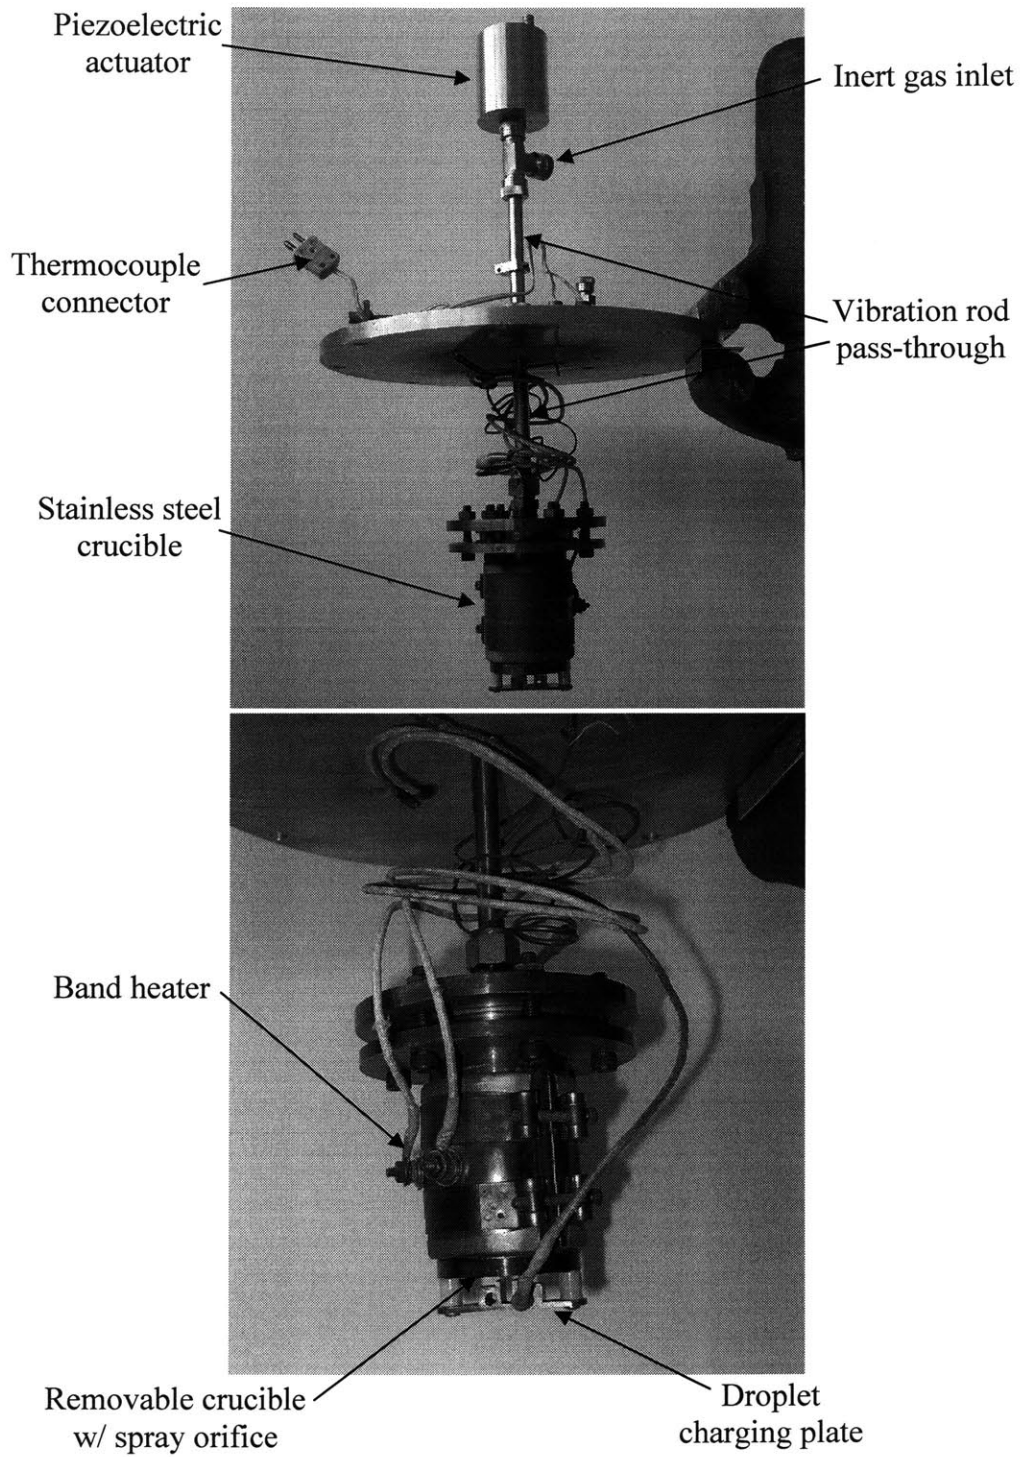 Piezoelectric
actuator
Inert gas inlet
Thermocouple
connector
Vibration rod
pass-through
Stainless steel
crucible
Band heater
Removable crucible
w/ spray orifice
Droplet
charging plate